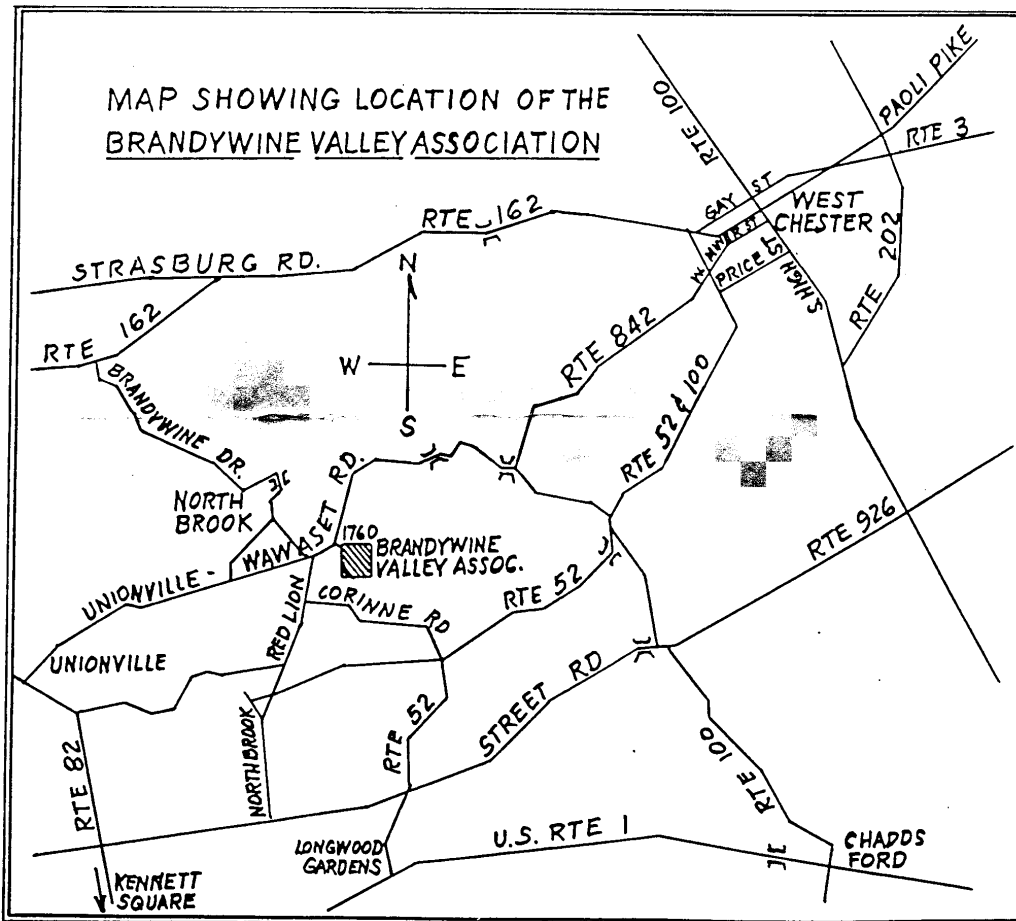 MAP SHOWING LOCATION OF THE
BRANDYWINE VALLEY ASSOCIATION
RTE 100
PAOLI PIKE
RTE 3
GAY ST
WEST
CHESTER
RTE 162
W. MINER ST
PRICE ST
S. HIGH ST
RTE 202
STRASBURG RD.
N
W
E
S
RTE 162
RTE 842
BRANDYWINE DR.
RTE 52 & 100
NORTH
BROOK
UNIONVILLE - WAWASET RD.
1760
BRANDYWINE
VALLEY ASSOC.
RTE 926
RED LION
CORINNE RD
RTE 52
UNIONVILLE
STREET RD
RTE 52
NORTHBROOK
RTE 82
RTE 100
LONGWOOD
GARDENS
U.S. RTE 1
CHADDS
FORD
KENNETT
SQUARE